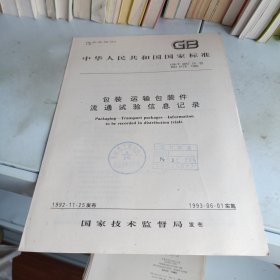 GB
中华人民共和国国家标准
包装 运输包装件
流通试验信息记录
Packaging-Transport packages-Information
to be recorded in distribution trials
1992-11-25发布
1993-06-01实施
国家技术监督局 发布